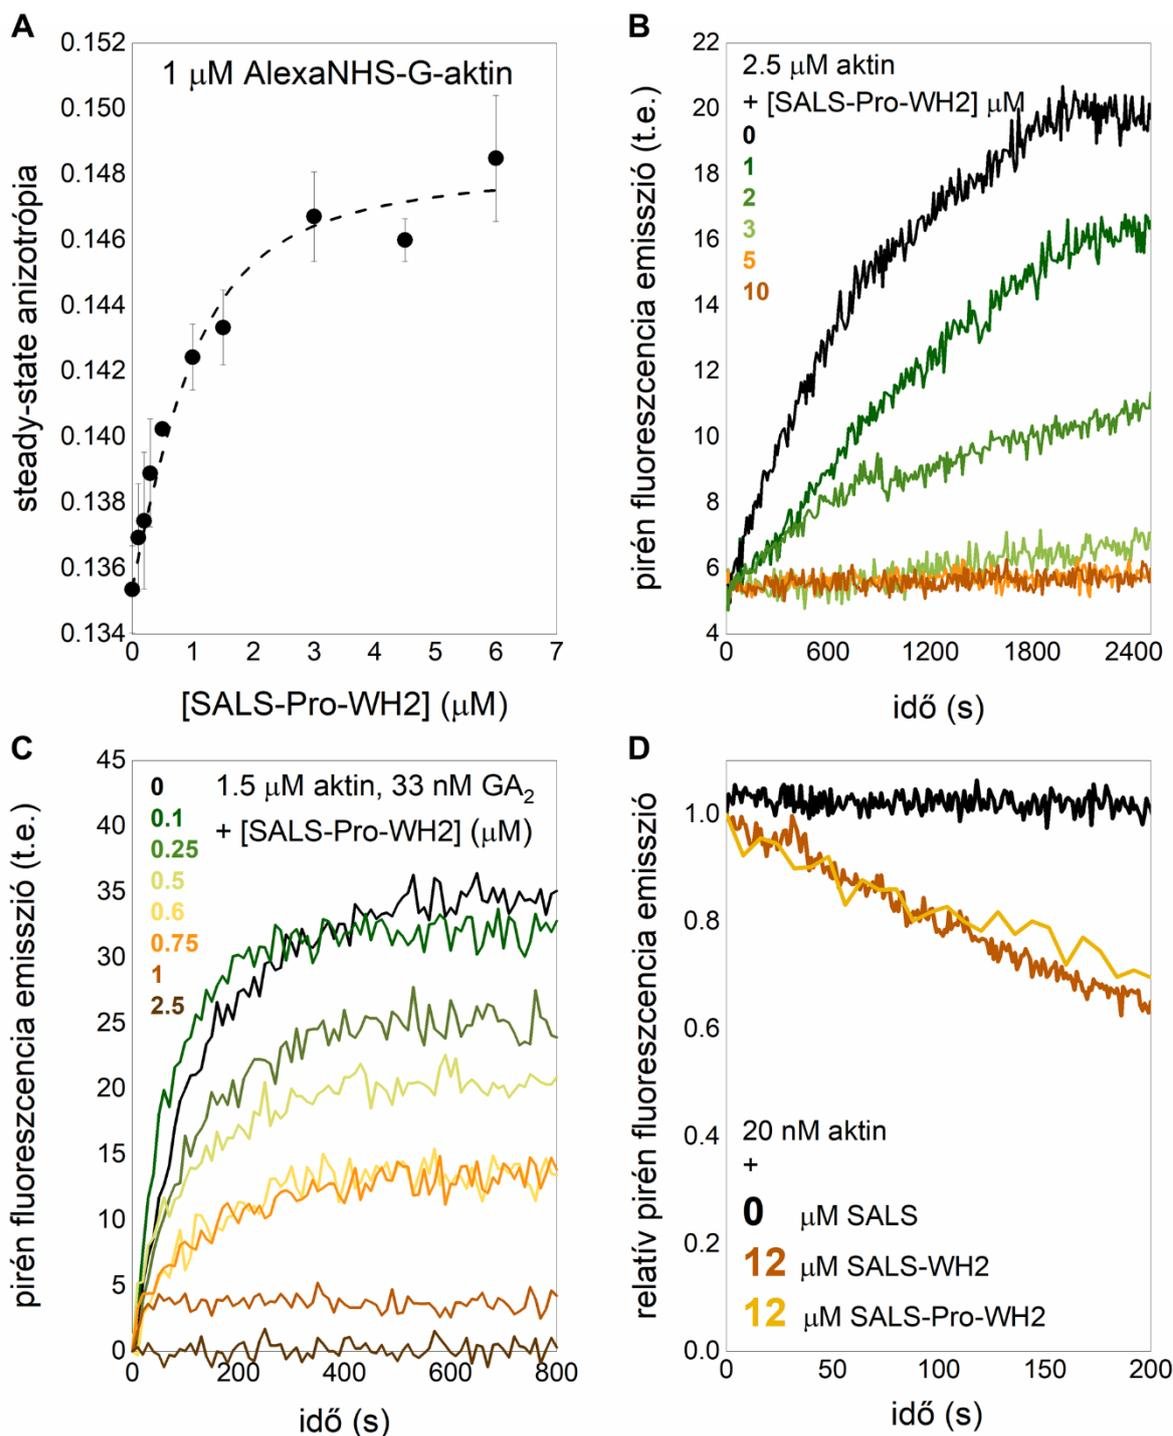 A
1 μM AlexaNHS-G-aktin
steady-state anizotrópia
0.152
0.150
0.148
0.146
0.144
0.142
0.140
0.138
0.136
0.134
0 1 2 3 4 5 6 7
[SALS-Pro-WH2] (μM)
B
2.5 μM aktin
+ [SALS-Pro-WH2] μM
0
1
2
3
5
10
pirén fluoreszcencia emisszió (t.e.)
22
20
18
16
14
12
10
8
6
4
0 600 1200 1800 2400
idő (s)
C
0
0.1
0.25
0.5
0.6
0.75
1
2.5
1.5 μM aktin, 33 nM GA2
+ [SALS-Pro-WH2] (μM)
pirén fluoreszcencia emisszió (t.e.)
45
40
35
30
25
20
15
10
5
0
0 200 400 600 800
idő (s)
D
relatív pirén fluoreszcencia emisszió
1.0
0.8
0.6
0.4
0.2
0.0
20 nM aktin
+
0 μM SALS
12 μM SALS-WH2
12 μM SALS-Pro-WH2
0 50 100 150 200
idő (s)